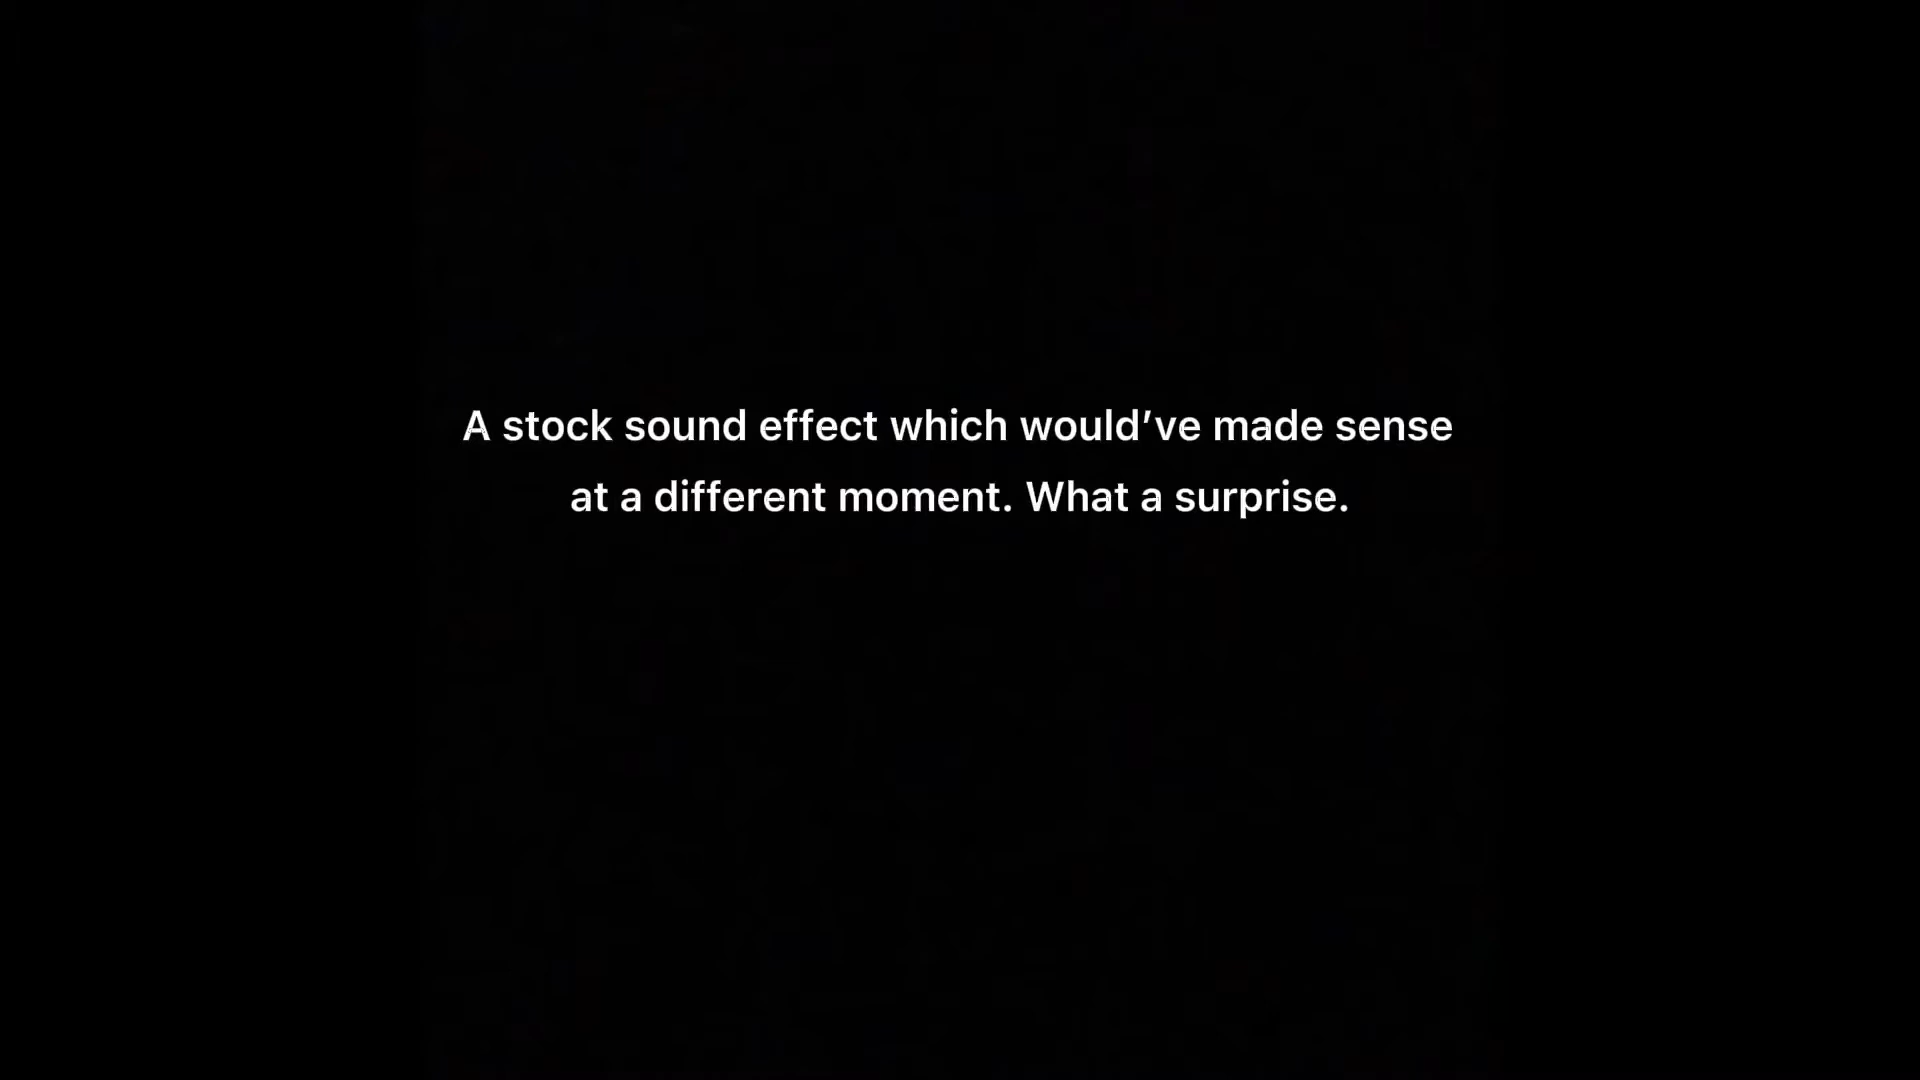 A stock sound effect which would’ve made sense
at a different moment. What a surprise.